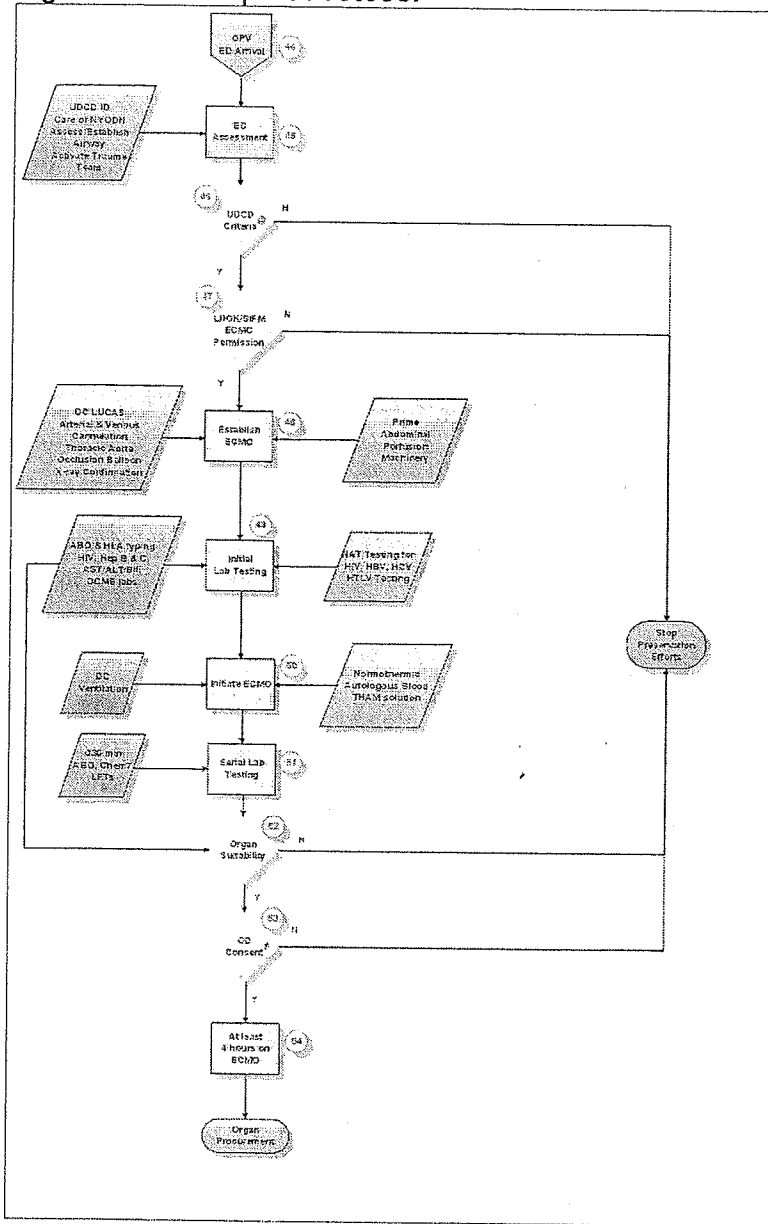 OPV
ED Arrival
44
UDCD ID
Care of NYODN
Assess/Establish
Airway
Activate Trauma
Team
ED
Assessment
45
46
UDCD
Criteria
N
Y
47
ECMO
Permission
N
Y
DC LUCAS
Arterial & Venous
Cannulation
Thoracic Aorta
Occlusion Balloon
X-ray Confirmation
Establish
ECMO
48
Prime
Abdominal
Perfusion
Machinery
ABO & HLA typing
HIV, Hep B & C
AST/ALT/Bili
OCME labs
49
Initial
Lab Testing
NAT Testing for
HIV, HBV, HCV
HTLV Testing
Stop
Preservation
Efforts
DC
Ventilation
Initiate ECMO
50
Normothermic
Autologous Blood
THAM solution
Q30 min
Chem7
LFTs
Serial Lab
Testing
51
52
Organ
Suitability
N
Y
53
OD
Consent
N
Y
At least
4 hours on
ECMO
54
Organ
Procurement